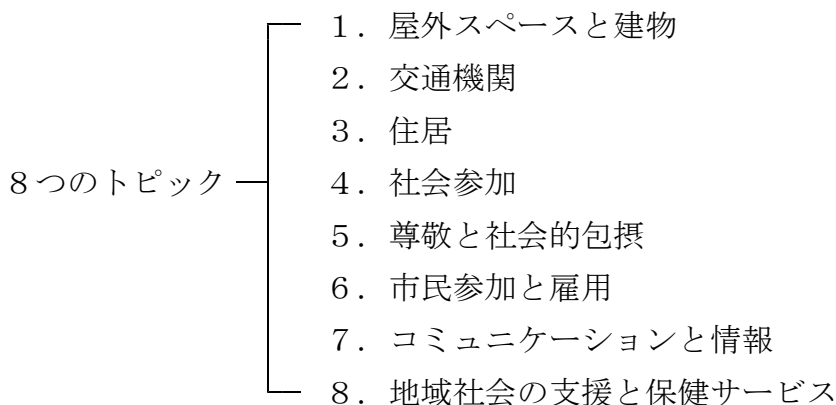 ８つのトピック
１．屋外スペースと建物
２．交通機関
３．住居
４．社会参加
５．尊敬と社会的包摂
６．市民参加と雇用
７．コミュニケーションと情報
８．地域社会の支援と保健サービス